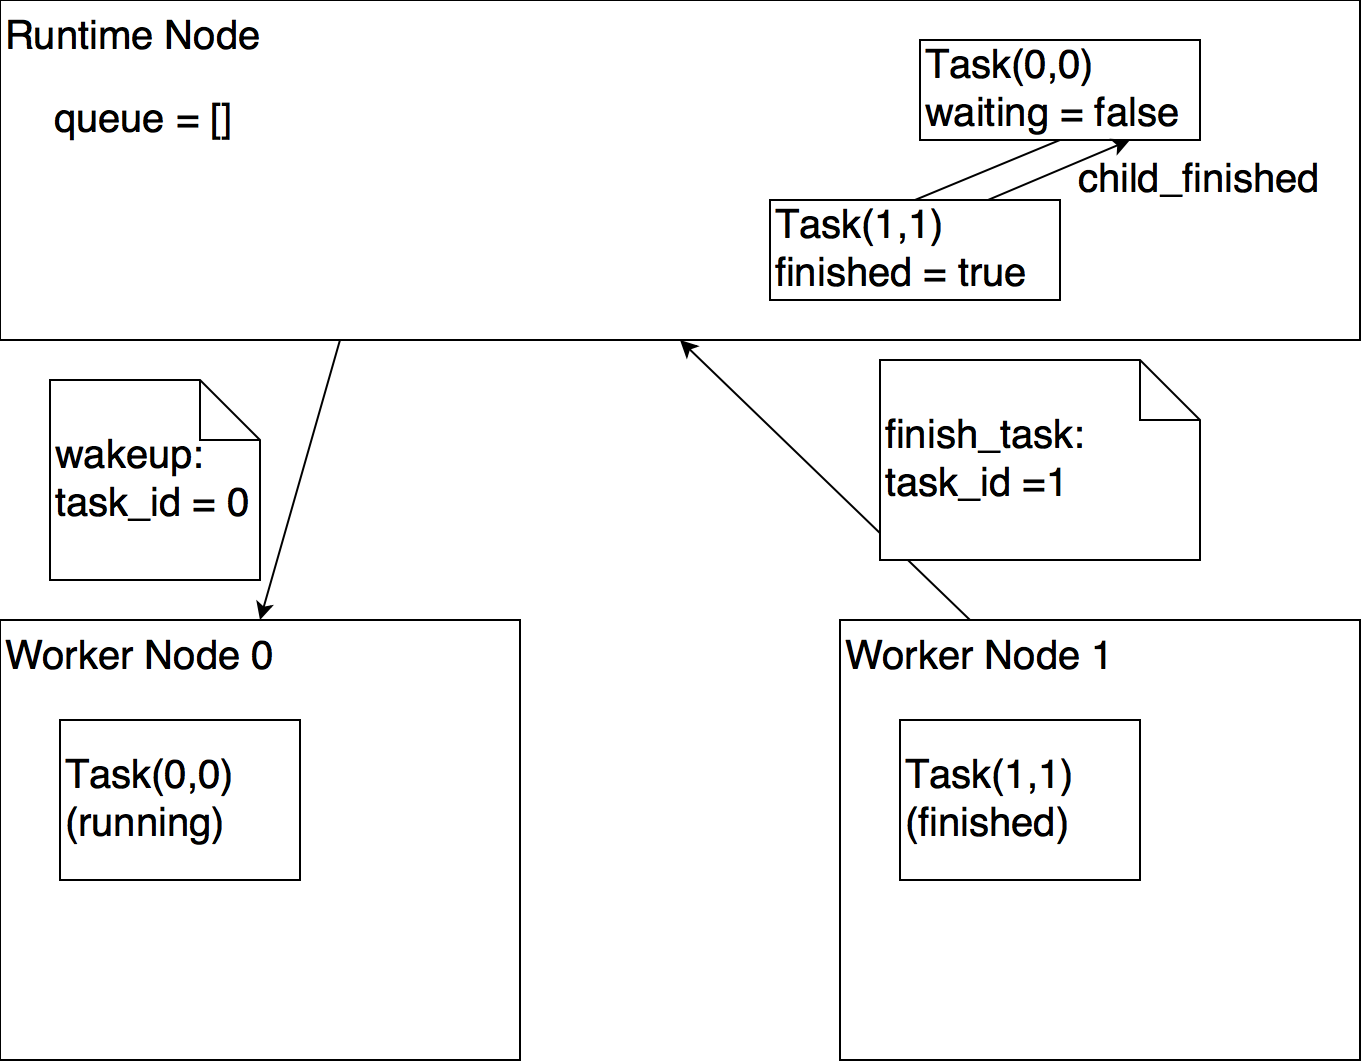 Runtime Node
queue = []
Task(0,0)
waiting = false
child_finished
Task(1,1)
finished = true
wakeup:
task_id = 0
finish_task:
task_id =1
Worker Node 0
Task(0,0)
(running)
Worker Node 1
Task(1,1)
(finished)